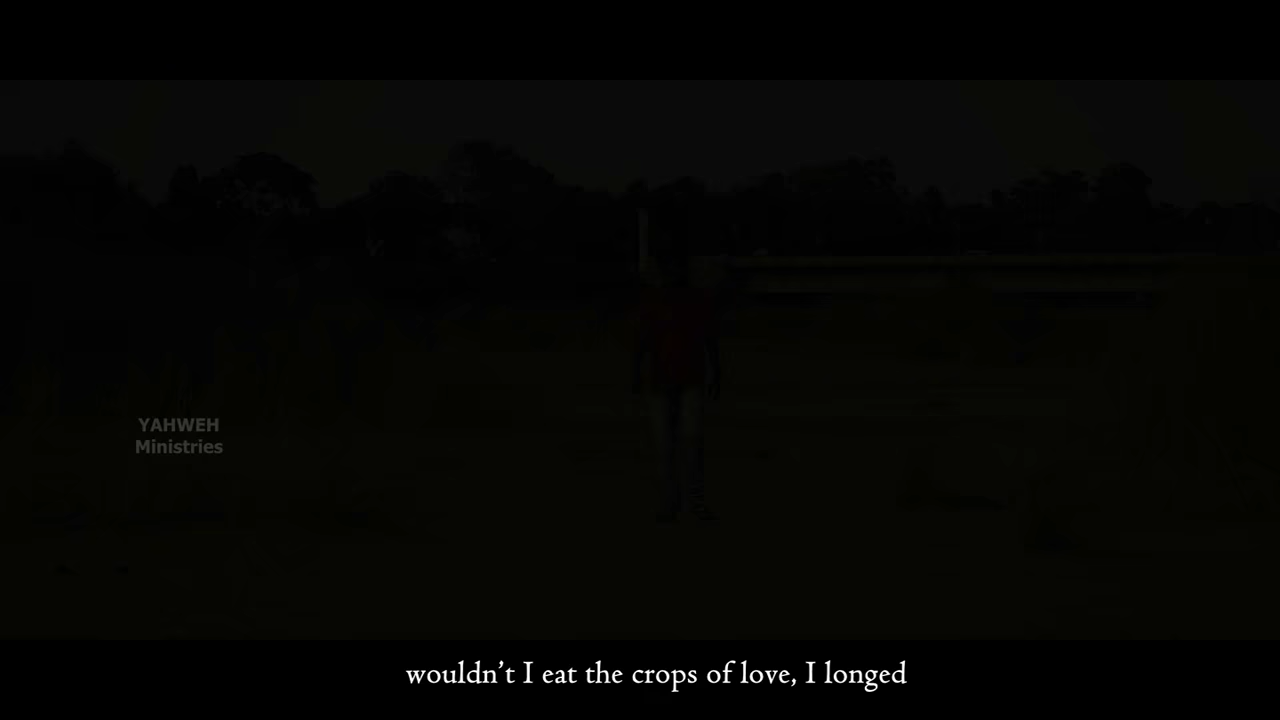 YAHWEH
Ministries
wouldn't I eat the crops of love, I longed